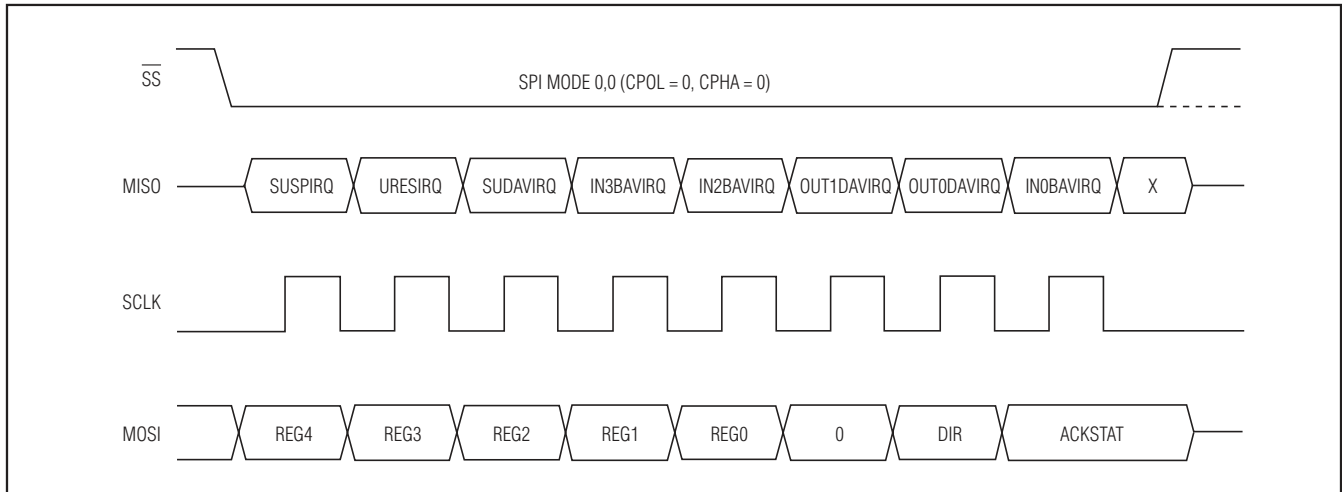 SS
SPI MODE 0,0 (CPOL = 0, CPHA = 0)
MISO SUSPIRQ URESIRQ SUDAVIRQ IN3BAVIRQ IN2BAVIRQ OUT1DAVIRQ OUT0DAVIRQ IN0BAVIRQ X
SCLK
MOSI REG4 REG3 REG2 REG1 REG0 0 DIR ACKSTAT